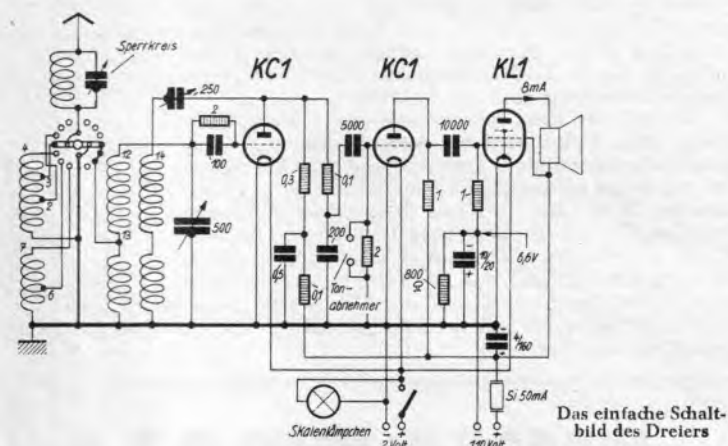 Sperrkreis
KC1
KC1
KL1
8mA
250
2
100
5000
10000
4
3
2
12
14
13
500
0,3
0,1
1
1
7
6
0,5
200
2
0,1
Ton-
abnehmer
800
Ω
10/20
6,6V
4/160
Si 50mA
Skalenlämpchen
2 Volt
110 Volt
Das einfache Schalt-
bild des Dreiers